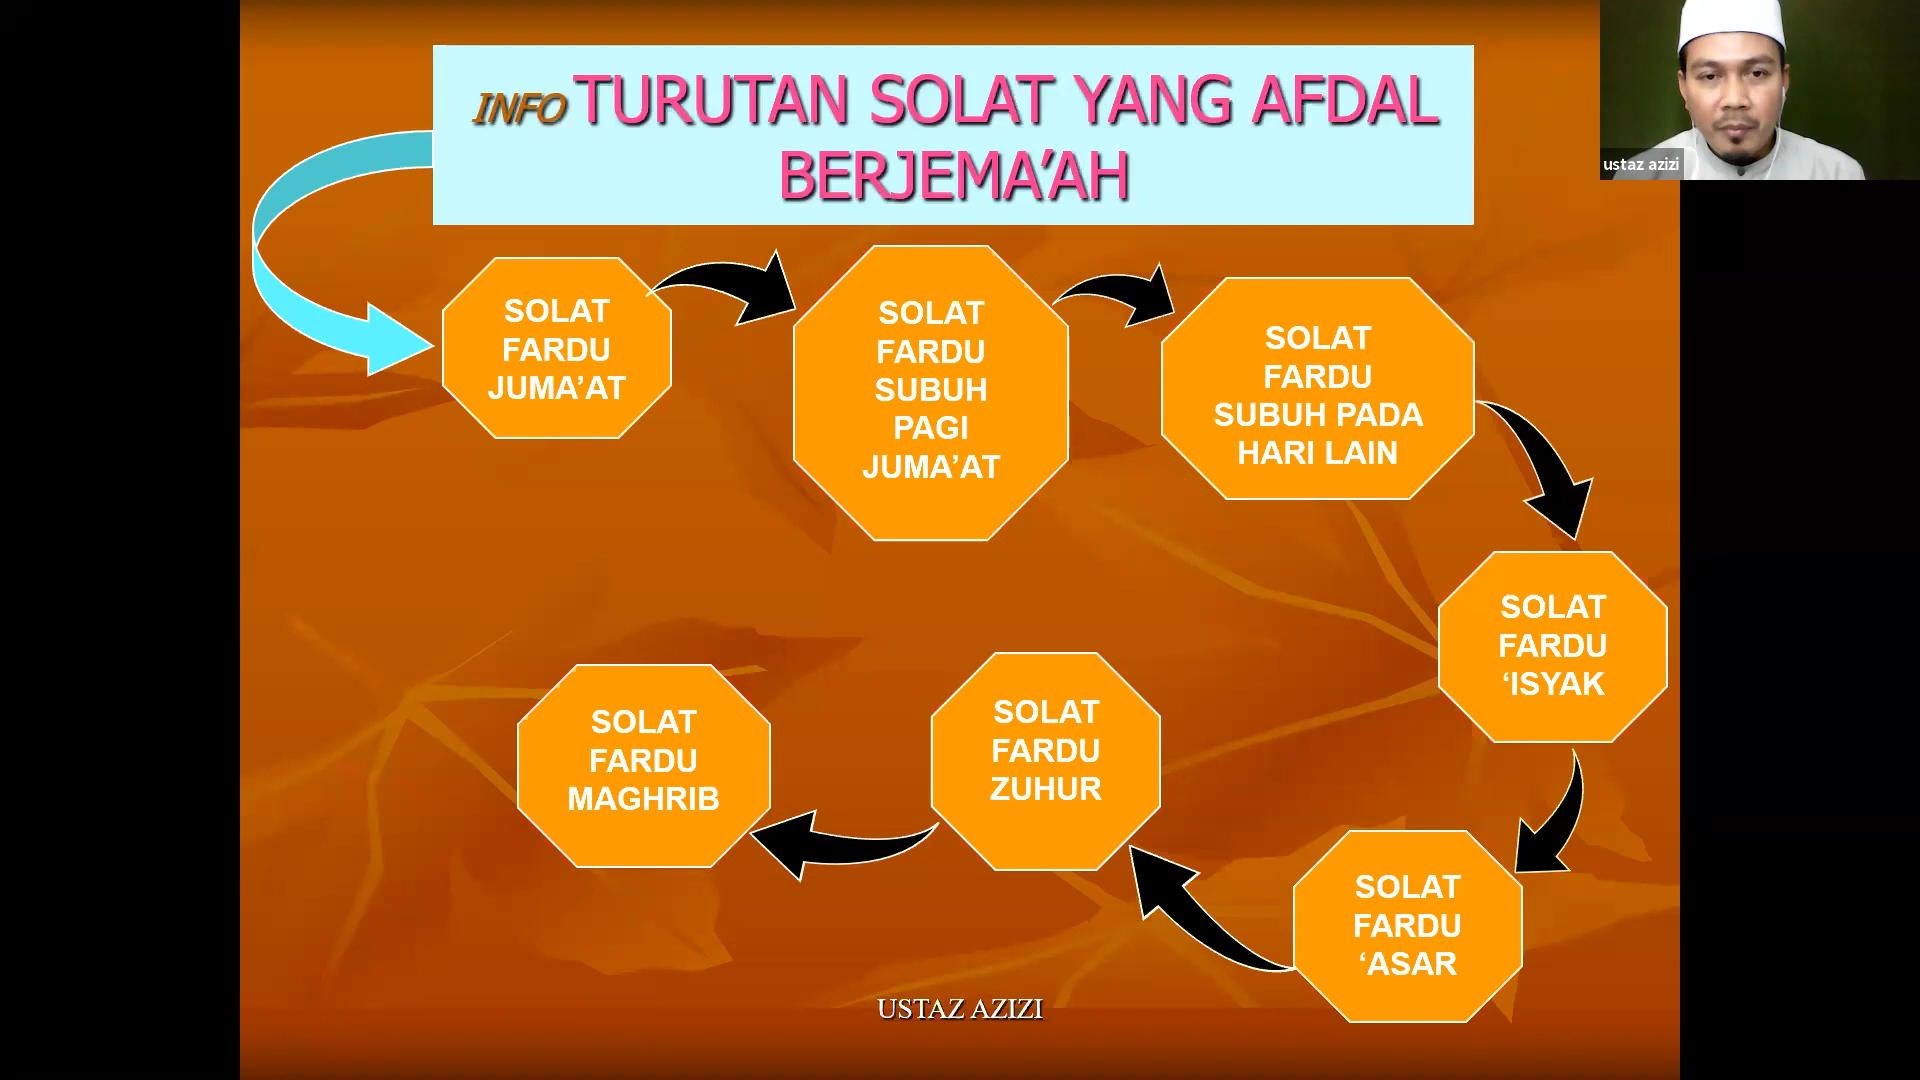 INFO TURUTAN SOLAT YANG AFDAL
BERJEMA’AH
ustaz azizi
SOLAT
FARDU
JUMA’AT
SOLAT
FARDU
SUBUH
PAGI
JUMA’AT
SOLAT
FARDU
SUBUH PADA
HARI LAIN
SOLAT
FARDU
‘ISYAK
SOLAT
FARDU
‘ASAR
SOLAT
FARDU
ZUHUR
SOLAT
FARDU
MAGHRIB
USTAZ AZIZI